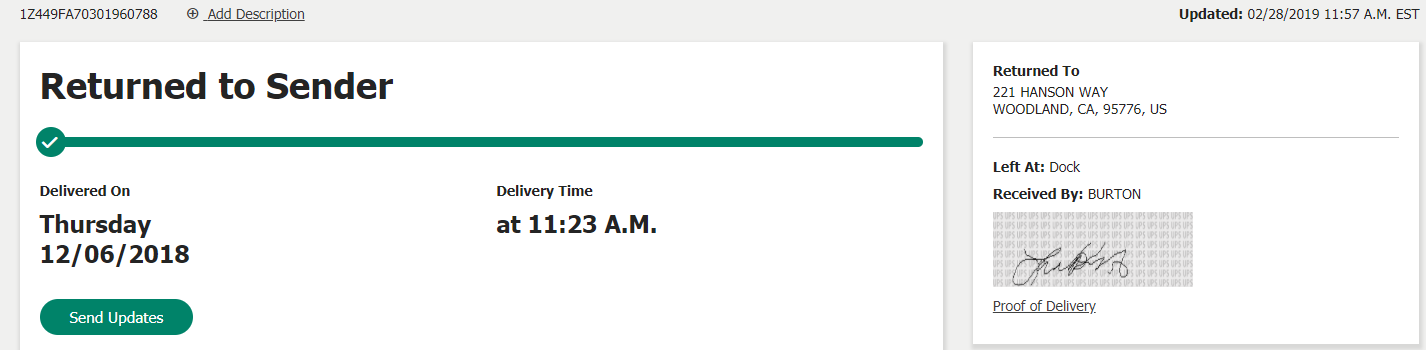 1Z449FA70301960788 Add Description
Updated: 02/28/2019 11:57 A.M. EST
Returned to Sender
Delivered On
Thursday
12/06/2018
Delivery Time
at 11:23 A.M.
Send Updates
Returned To
221 HANSON WAY
WOODLAND, CA, 95776, US
Left At: Dock
Received By: BURTON
Proof of Delivery